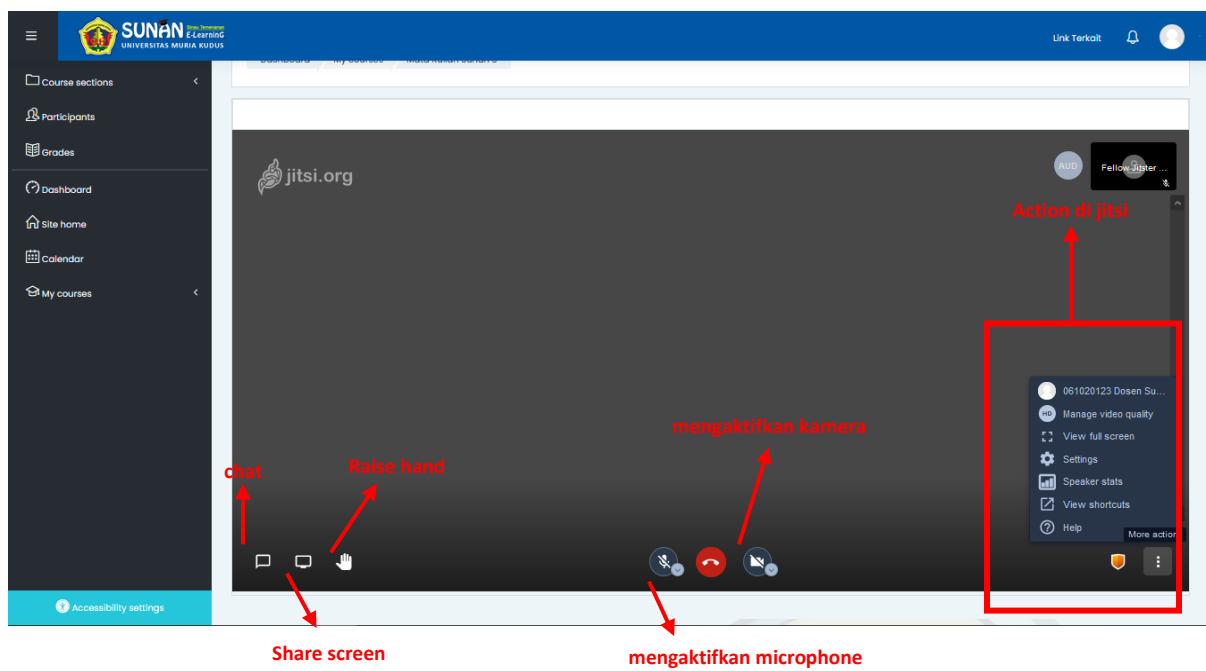 SUNAN E-LearninG
UNIVERSITAS MURIA KUDUS
Link Terkait
Course sections
Participants
Grades
Dashboard
Site home
Calendar
My courses
Accessibility settings
jitsi.org
AUD
Fellow Jitster ...
Action di jitsi
061020123 Dosen Su...
HD
Manage video quality
View full screen
Settings
Speaker stats
View shortcuts
Help
More action
mengaktifkan kamera
chat
Raise hand
Share screen
mengaktifkan microphone